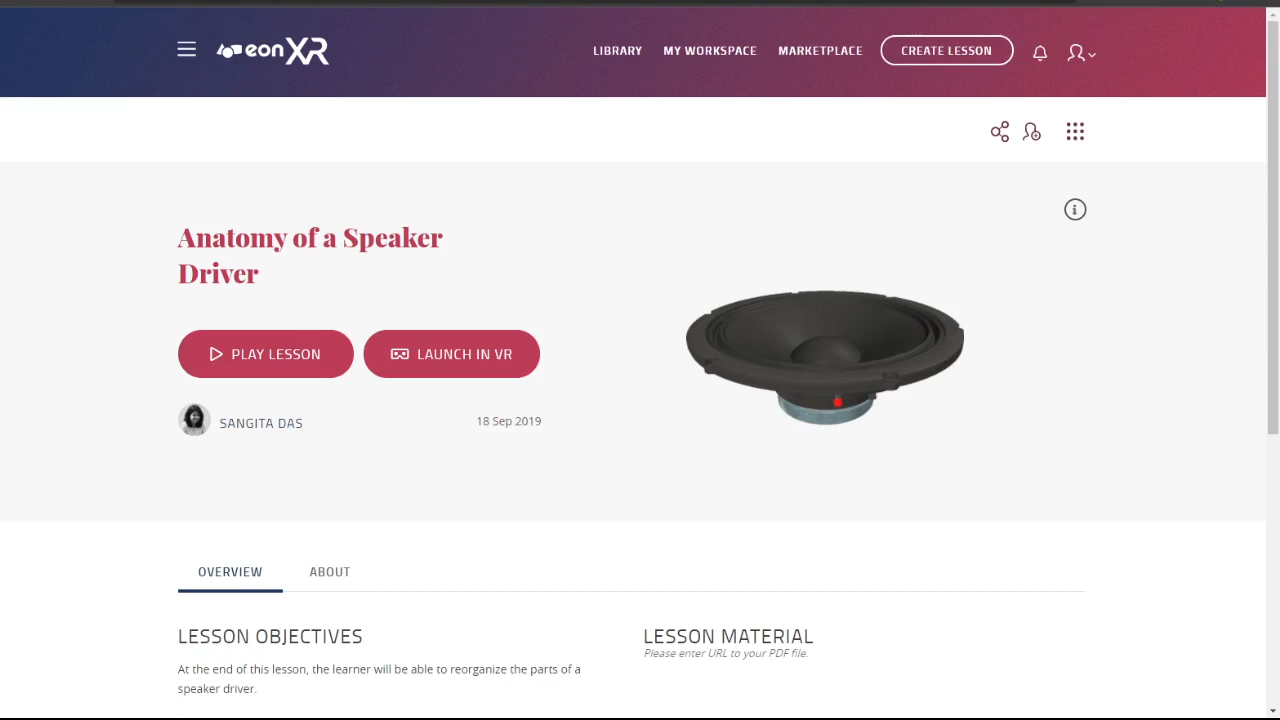 eonXR
LIBRARY MY WORKSPACE MARKETPLACE CREATE LESSON
Anatomy of a Speaker
Driver
PLAY LESSON LAUNCH IN VR
SANGITA DAS 18 Sep 2019
OVERVIEW ABOUT
LESSON OBJECTIVES
At the end of this lesson, the learner will be able to reorganize the parts of a
speaker driver.
LESSON MATERIAL
Please enter URL to your PDF file.